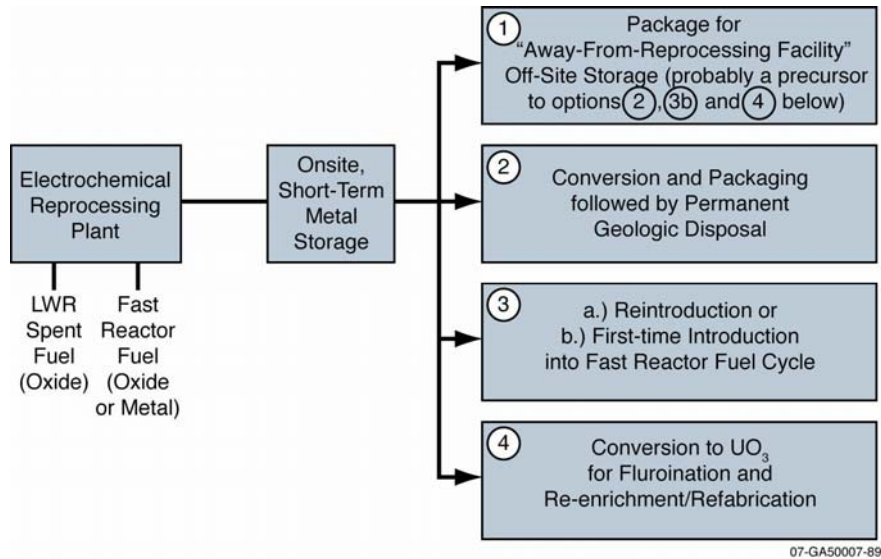 Electrochemical
Reprocessing
Plant
LWR
Spent
Fuel
(Oxide)
Fast
Reactor
Fuel
(Oxide
or Metal)
Onsite,
Short-Term
Metal
Storage
1
Package for
“Away-From-Reprocessing Facility”
Off-Site Storage (probably a precursor
to options 2, 3b and 4 below)
2
Conversion and Packaging
followed by Permanent
Geologic Disposal
3
a.) Reintroduction or
b.) First-time Introduction
into Fast Reactor Fuel Cycle
4
Conversion to UO₃
for Fluroination and
Re-enrichment/Refabrication
07-GA50007-89